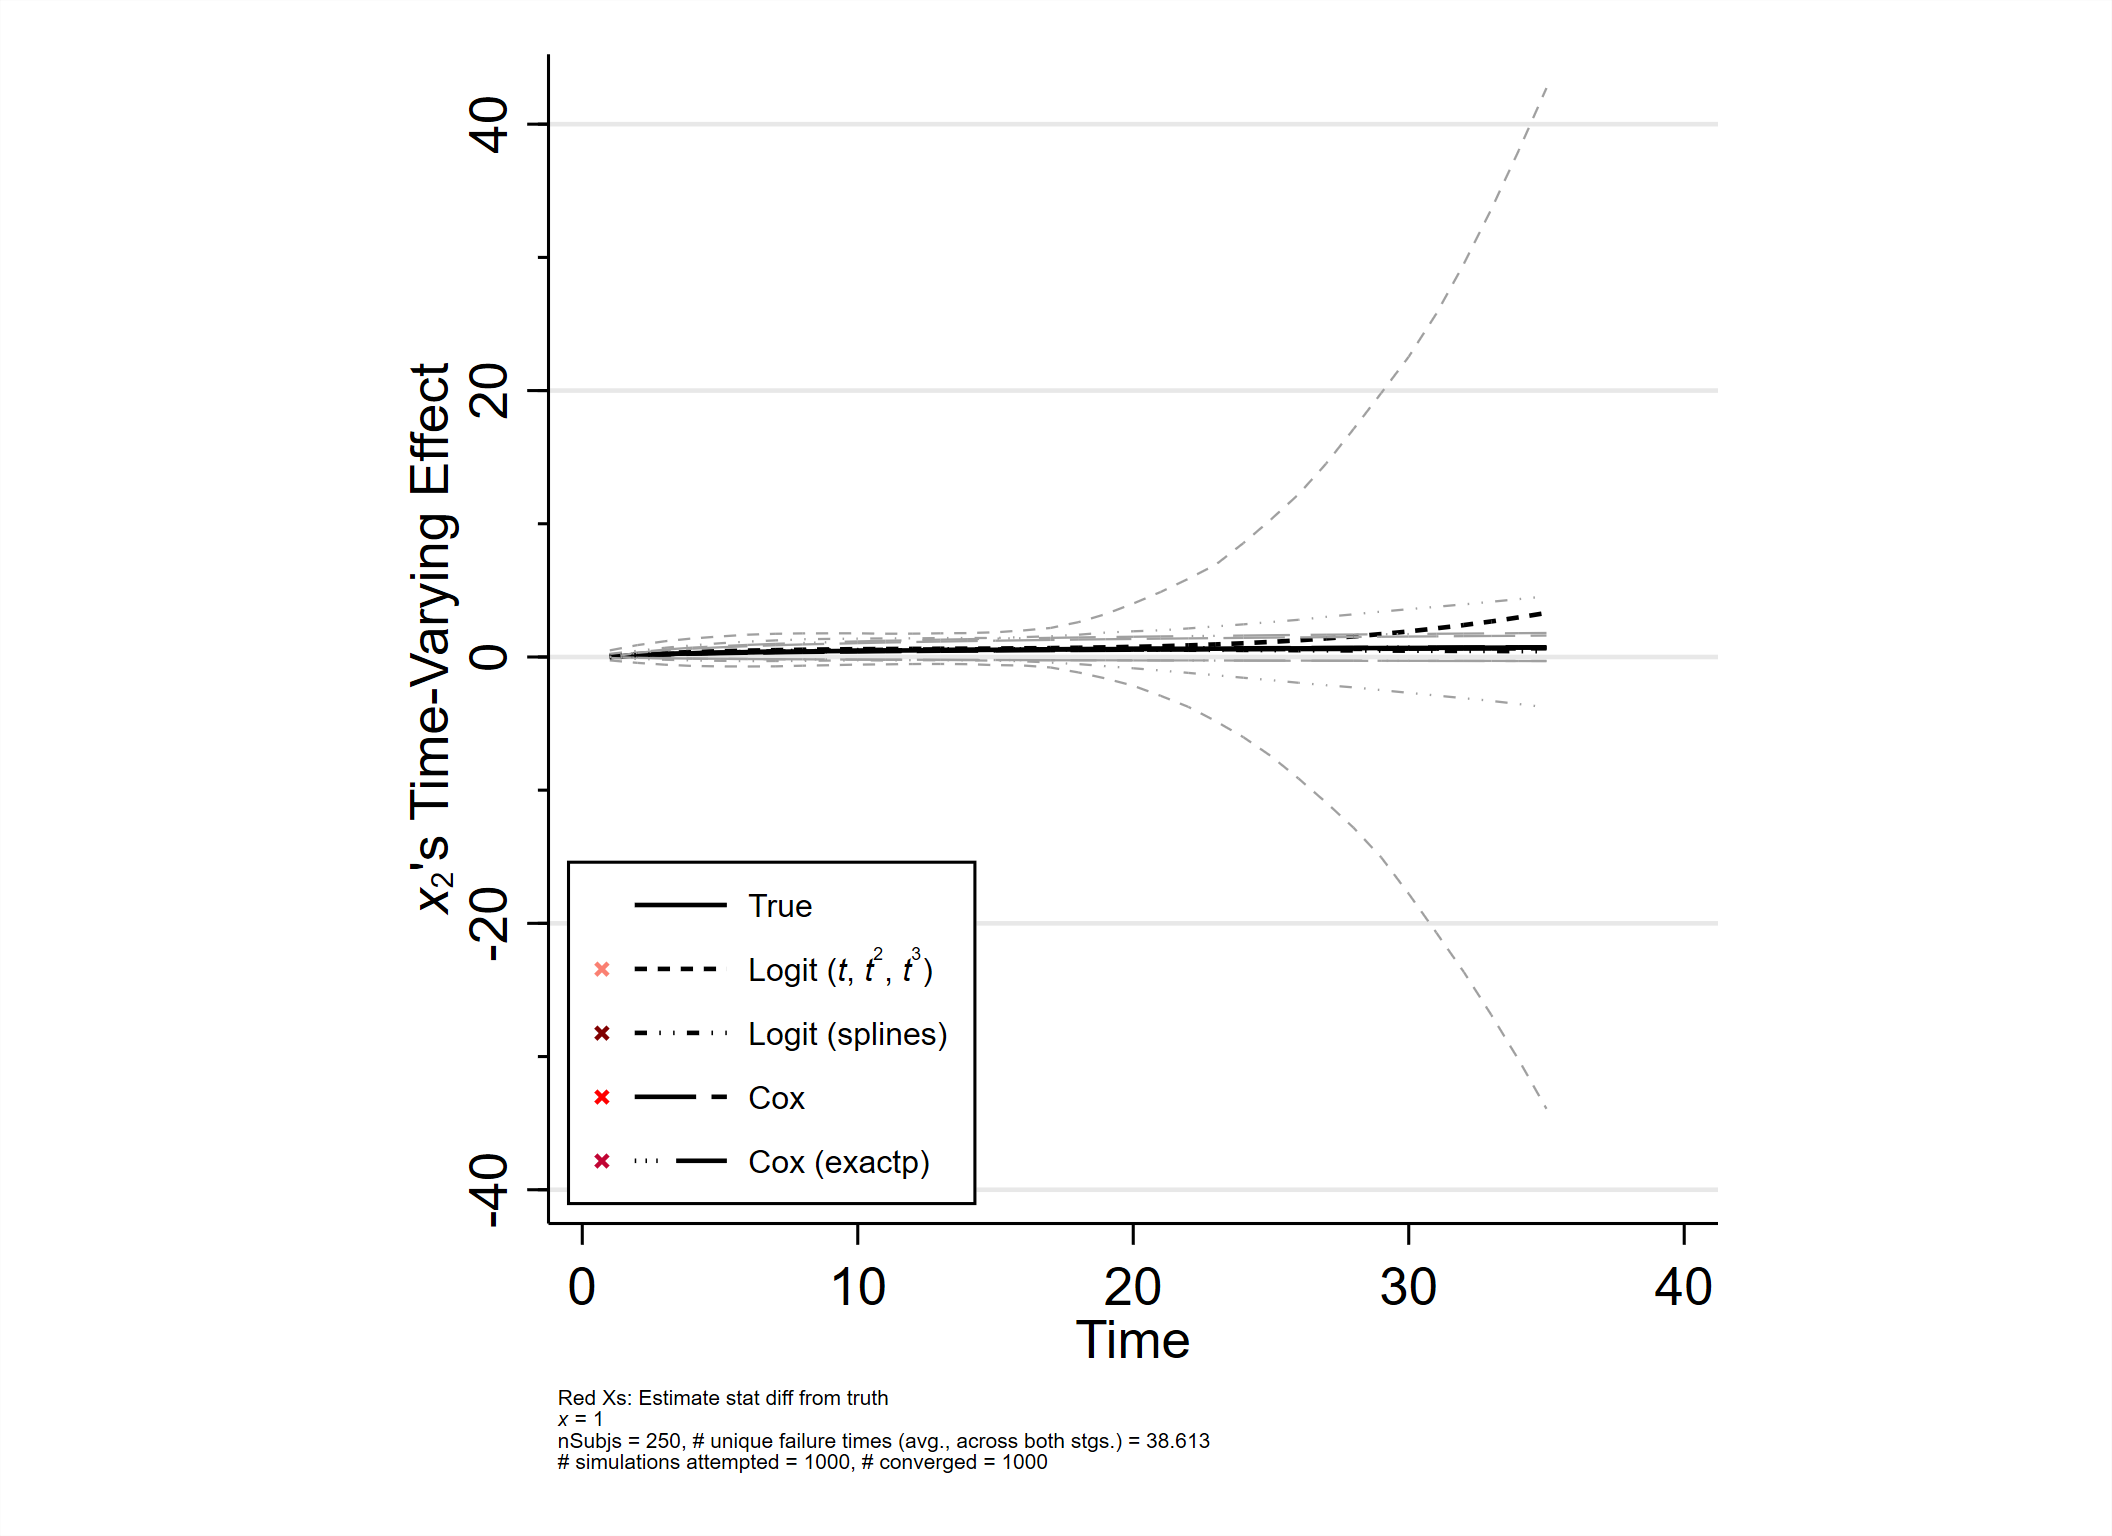 40
20
0
-20
-40
x₂'s Time-Varying Effect
True
Logit (t, t², t³)
Logit (splines)
Cox
Cox (exactp)
0 10 20 30 40
Time
Red Xs: Estimate stat diff from truth
x = 1
nSubjs = 250, # unique failure times (avg., across both stgs.) = 38.613
# simulations attempted = 1000, # converged = 1000